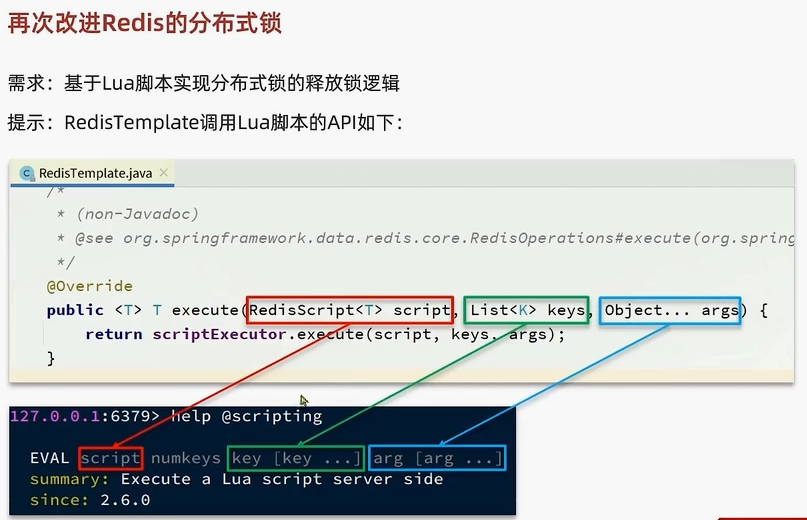 再次改进Redis的分布式锁
需求：基于Lua脚本实现分布式锁的释放锁逻辑
提示：RedisTemplate调用Lua脚本的API如下：
RedisTemplate.java
/*
* (non-Javadoc)
* @see org.springframework.data.redis.core.RedisOperations#execute(org.spring
*/
@Override
public <T> T execute(RedisScript<T> script, List<K> keys, Object... args) {
return scriptExecutor.execute(script, keys, args);
}
127.0.0.1:6379> help @scripting
EVAL script numkeys key [key ...] arg [arg ...]
summary: Execute a Lua script server side
since: 2.6.0